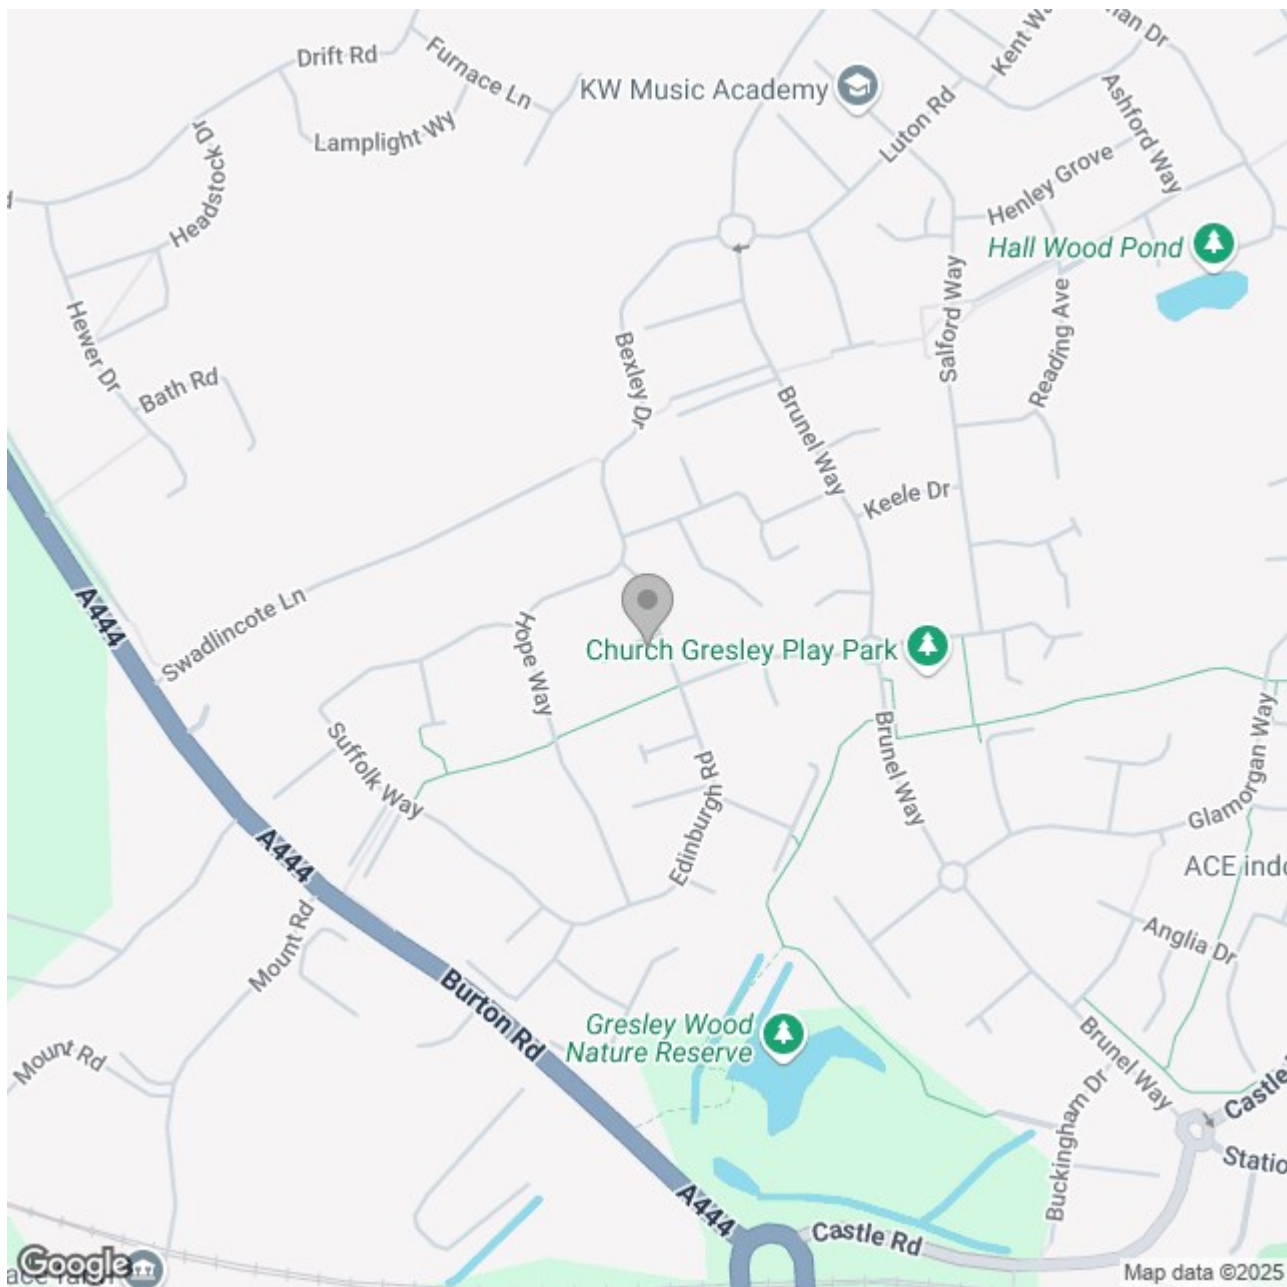 Drift Rd
Furnace Ln
Kent Wa
nan Dr
KW Music Academy
Lamplight Wy
Luton Rd
Ashford Way
Headstock Dr
Henley Grove
Hall Wood Pond
Salford Way
Reading Ave
Hewer Dr
Bath Rd
Bexley Dr
Brunel Way
Keele Dr
A444
Swadlincote Ln
Hope Way
Church Gresley Play Park
Suffolk Way
Edinburgh Rd
Brunel Way
Glamorgan Way
A444
ACE indo
Mount Rd
Anglia Dr
Burton Rd
Gresley Wood
Nature Reserve
Mount Rd
Brunel Way
Buckingham Dr
Castle
Statio
A444
Castle Rd
Google
Map data ©2025